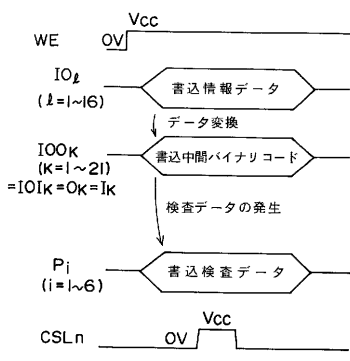 Vcc
WE OV
IOℓ 書込情報データ
(ℓ=1~16)
データ変換
IOOK 書込中間バイナリコード
(K=1~21)
=IOIK=OK=IK
検査データの発生
Pi 書込検査データ
(i=1~6)
Vcc
CSLn OV